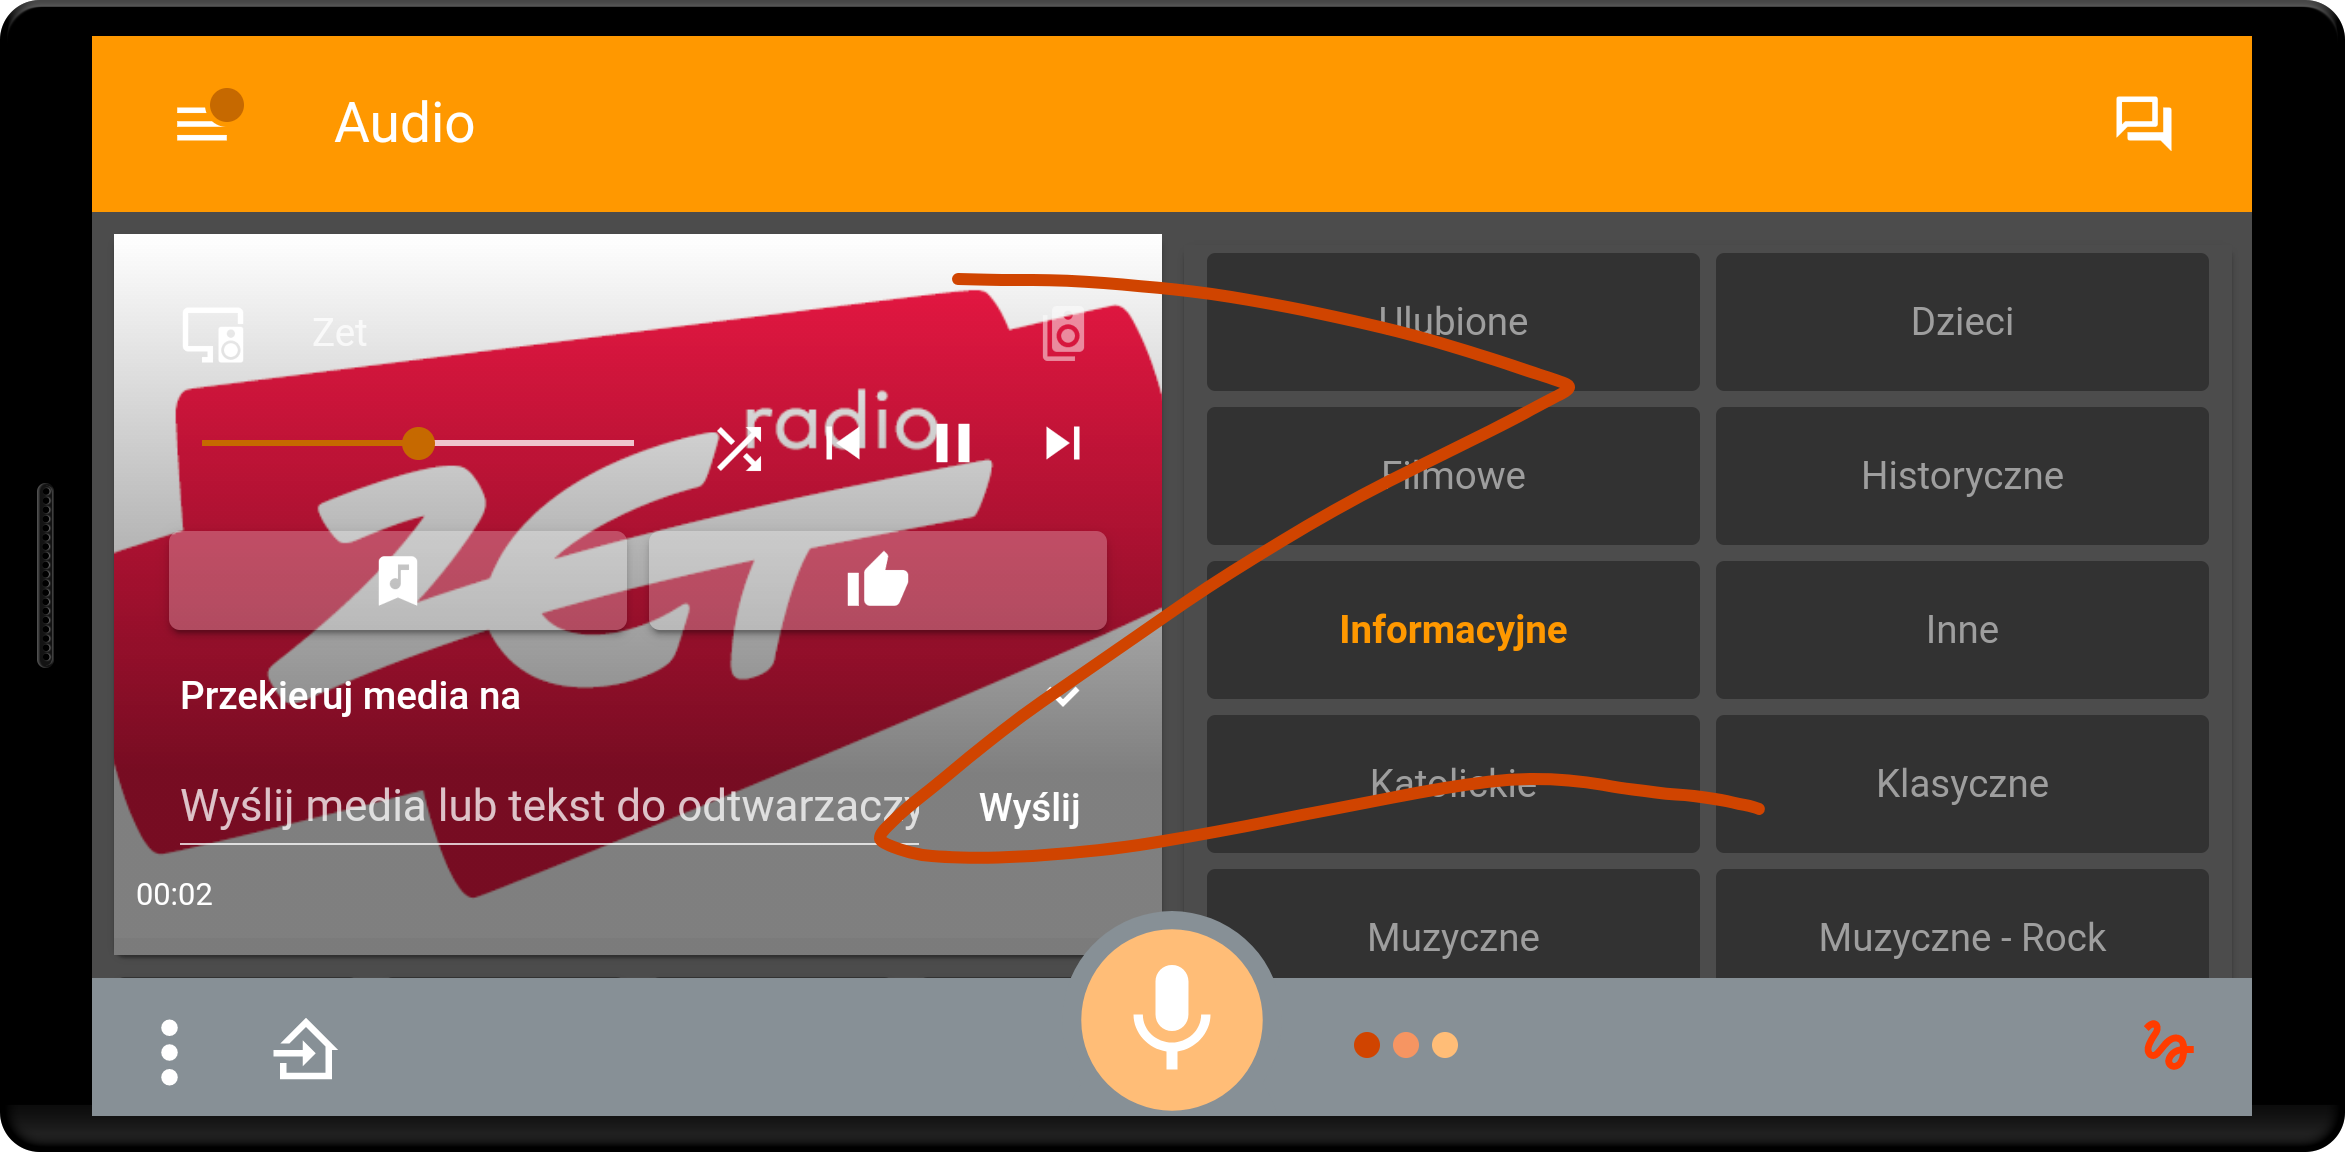 Audio
Zet
radio
ZET
Przekieruj media na
Wyślij media lub tekst do odtwarzaczy
Wyślij
00:02
Ulubione
Dzieci
Filmowe
Historyczne
Informacyjne
Inne
Katolickie
Klasyczne
Muzyczne
Muzyczne - Rock